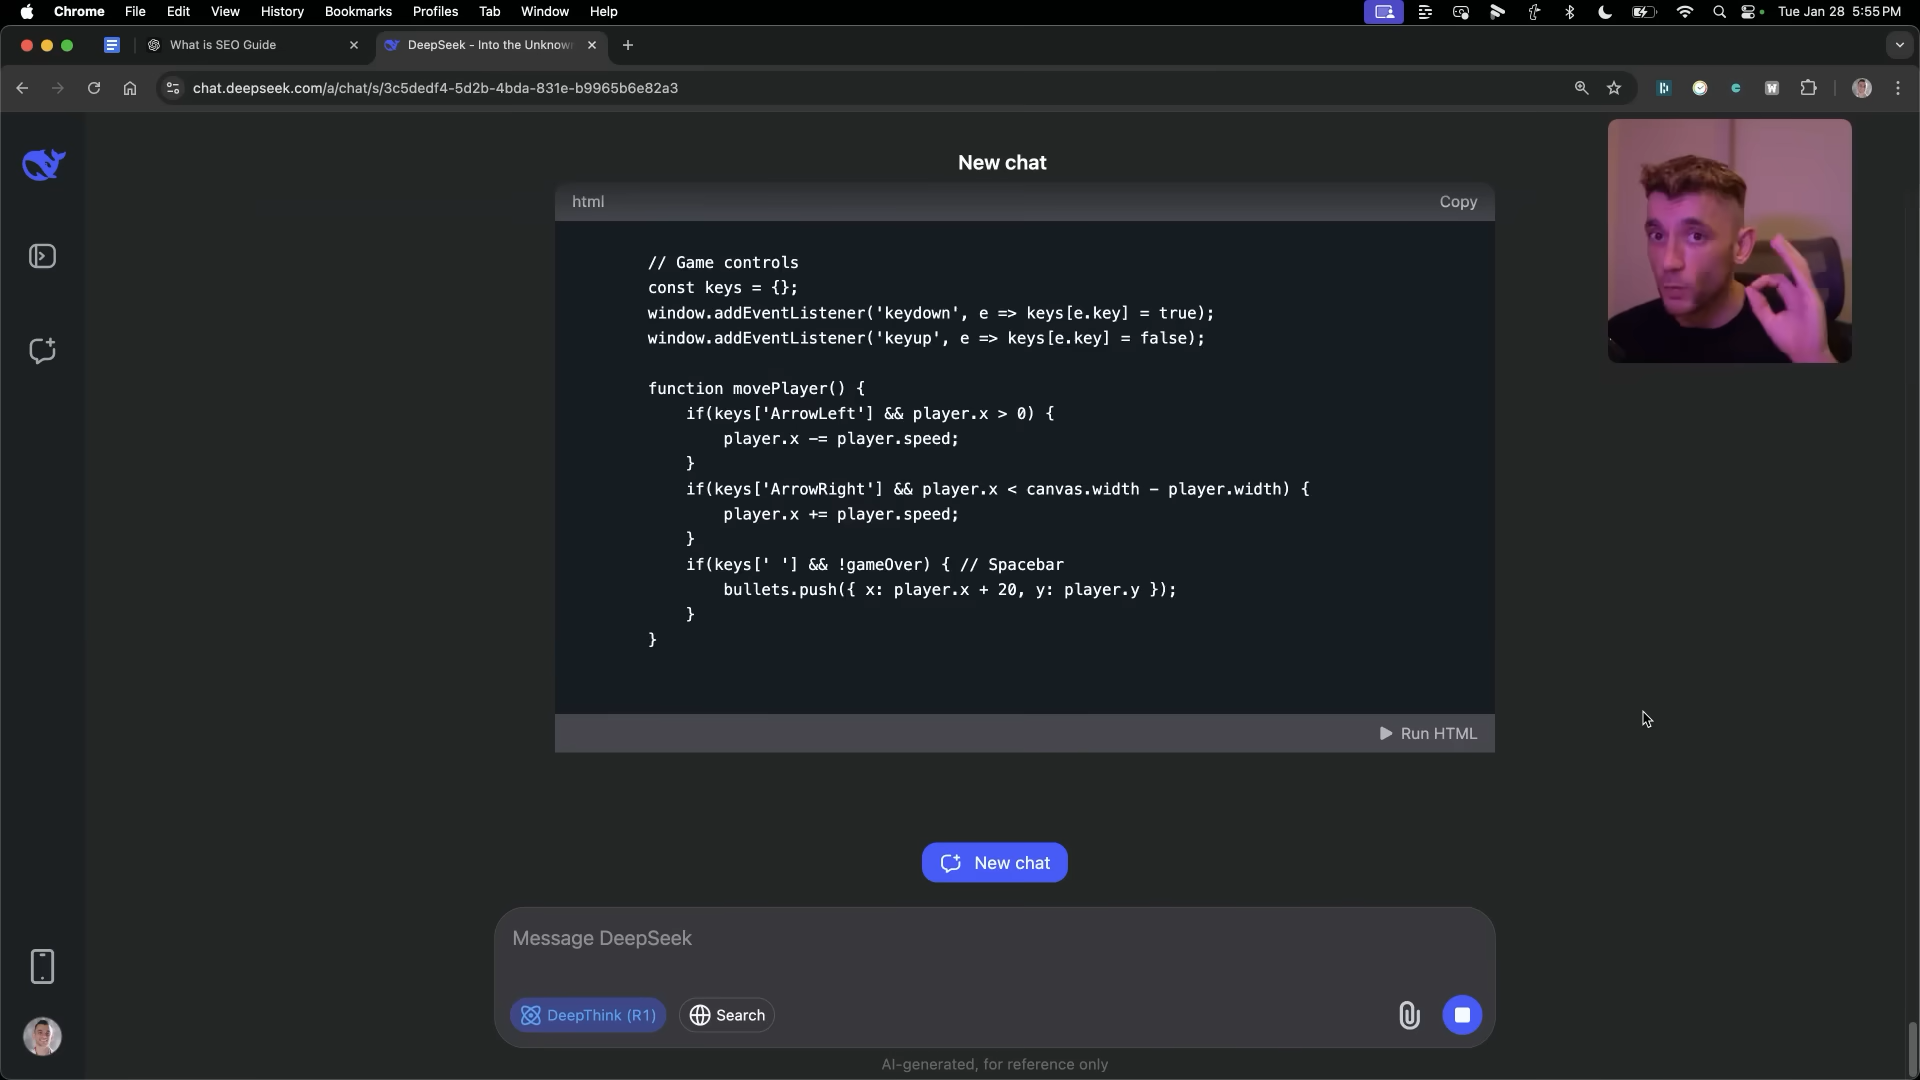 Chrome File Edit View History Bookmarks Profiles Tab Window Help Tue Jan 28 5:55 PM
What is SEO Guide DeepSeek - Into the Unknown
chat.deepseek.com/a/chat/s/3c5dedf4-5d2b-4bda-831e-b9965b6e82a3
New chat
html Copy
// Game controls
const keys = {};
window.addEventListener('keydown', e => keys[e.key] = true);
window.addEventListener('keyup', e => keys[e.key] = false);
function movePlayer() {
if(keys['ArrowLeft'] && player.x > 0) {
player.x -= player.speed;
}
if(keys['ArrowRight'] && player.x < canvas.width - player.width) {
player.x += player.speed;
}
if(keys[' '] && !gameOver) { // Spacebar
bullets.push({ x: player.x + 20, y: player.y });
}
}
Run HTML
New chat
Message DeepSeek
DeepThink (R1) Search
AI-generated, for reference only